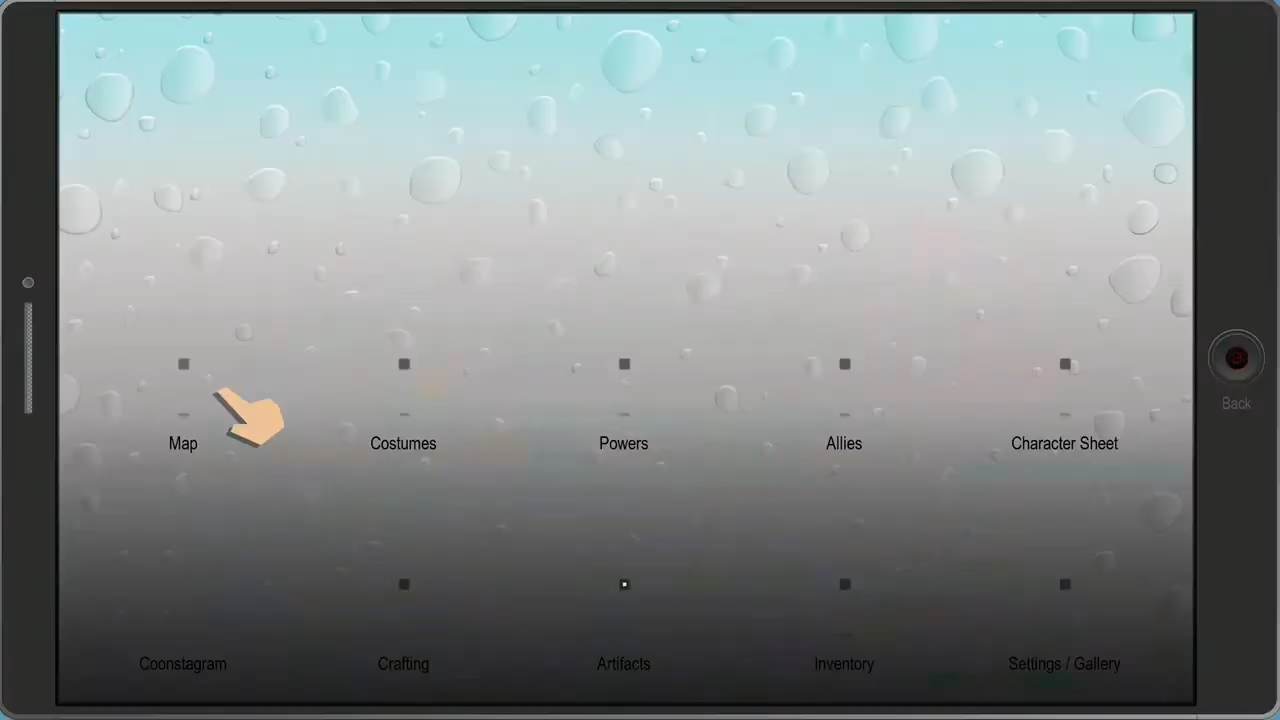 Map
Costumes
Powers
Allies
Character Sheet
B
Back
Coonstagram
Crafting
Artifacts
Inventory
Settings / Gallery